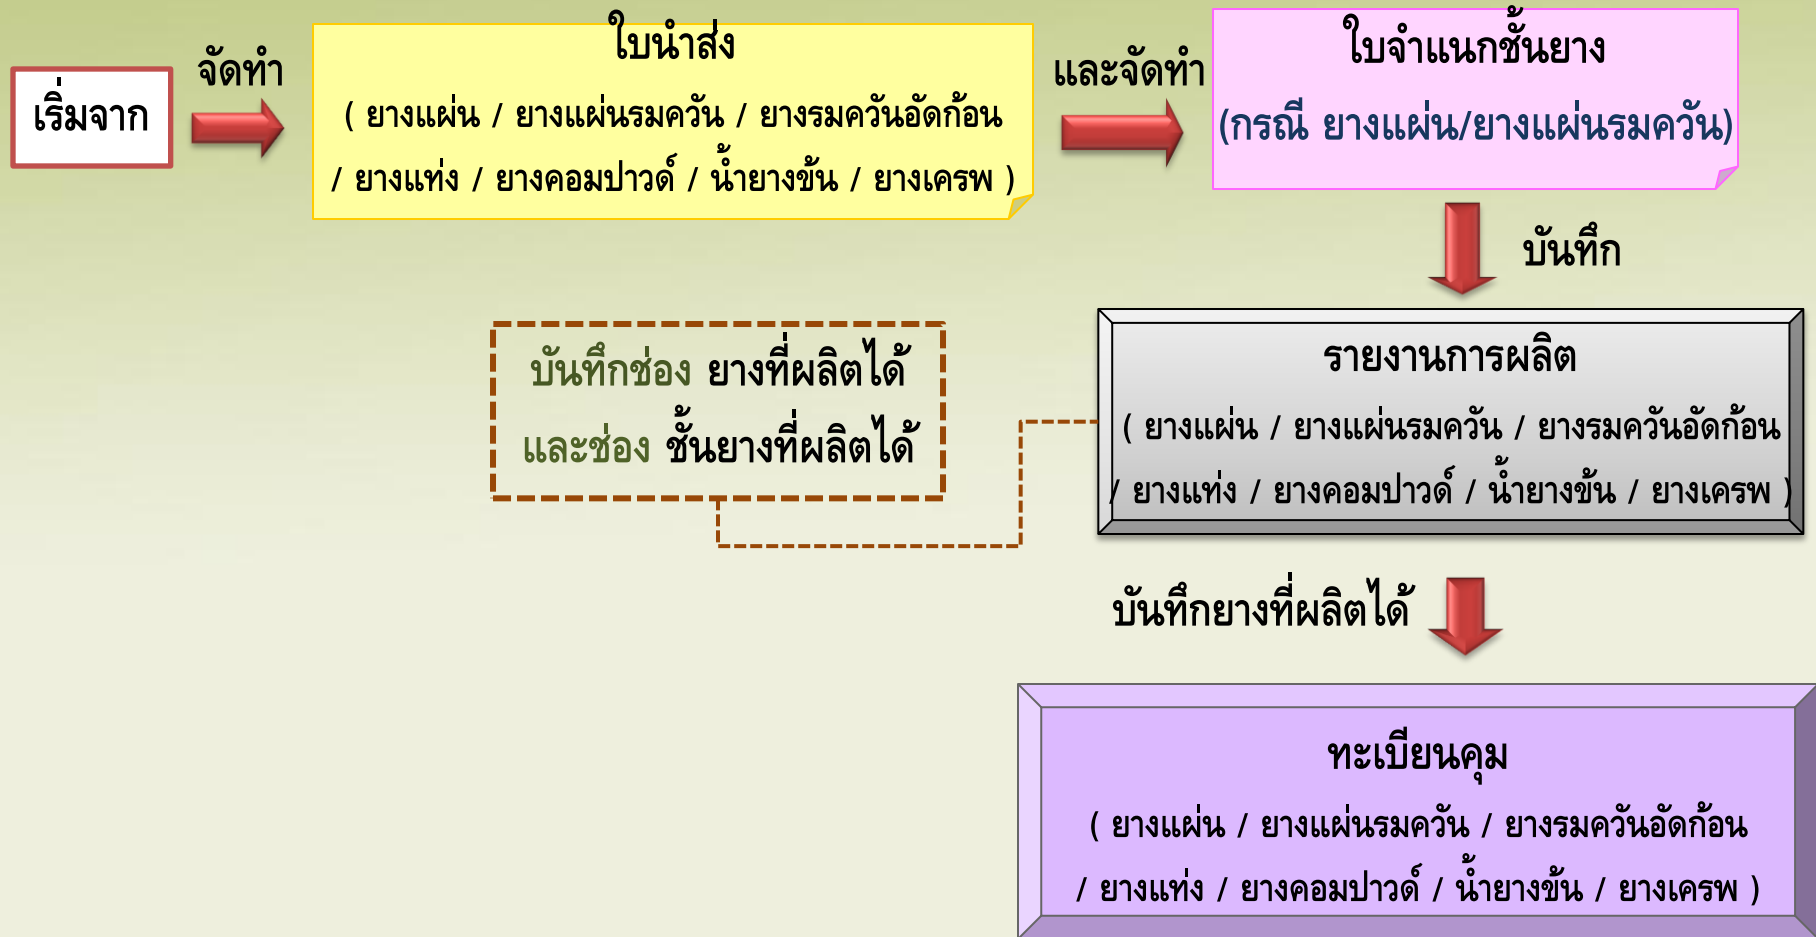 เริ่มจาก
จัดทำ
ใบนำส่ง
( ยางแผ่น / ยางแผ่นรมควัน / ยางรมควันอัดก้อน
/ ยางแท่ง / ยางคอมปาวด์ / น้ำยางข้น / ยางเครพ )
และจัดทำ
ใบจำแนกชั้นยาง
(กรณี ยางแผ่น/ยางแผ่นรมควัน)
บันทึก
บันทึกช่อง ยางที่ผลิตได้
และช่อง ชั้นยางที่ผลิตได้
รายงานการผลิต
( ยางแผ่น / ยางแผ่นรมควัน / ยางรมควันอัดก้อน
/ ยางแท่ง / ยางคอมปาวด์ / น้ำยางข้น / ยางเครพ )
บันทึกยางที่ผลิตได้
ทะเบียนคุม
( ยางแผ่น / ยางแผ่นรมควัน / ยางรมควันอัดก้อน
/ ยางแท่ง / ยางคอมปาวด์ / น้ำยางข้น / ยางเครพ )